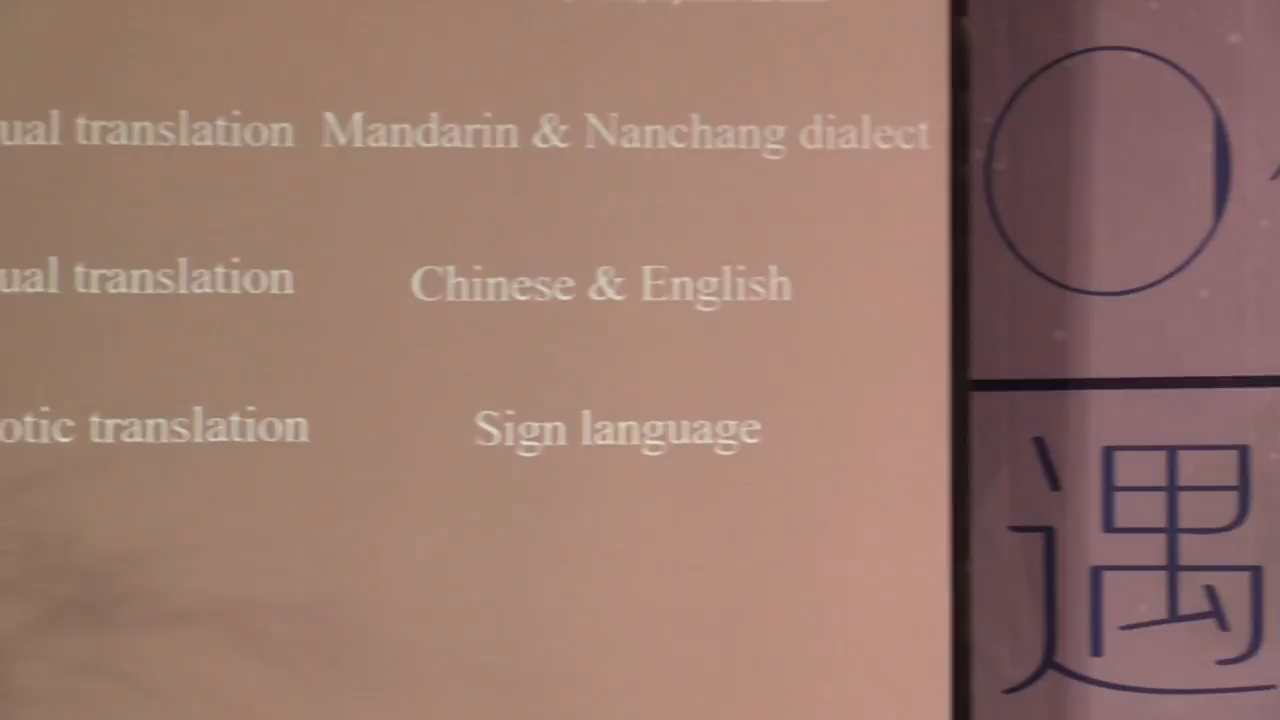 ual translation Mandarin & Nanchang dialect
ual translation Chinese & English
otic translation Sign language
遇